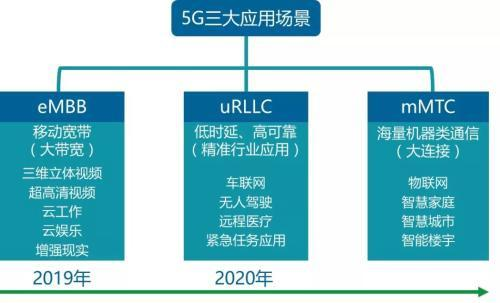 5G三大应用场景
eMBB
移动宽带
（大带宽）
三维立体视频
超高清视频
云工作
云娱乐
增强现实
2019年
uRLLC
低时延、高可靠
（精准行业应用）
车联网
无人驾驶
远程医疗
紧急任务应用
2020年
mMTC
海量机器类通信
（大连接）
物联网
智慧家庭
智慧城市
智能楼宇